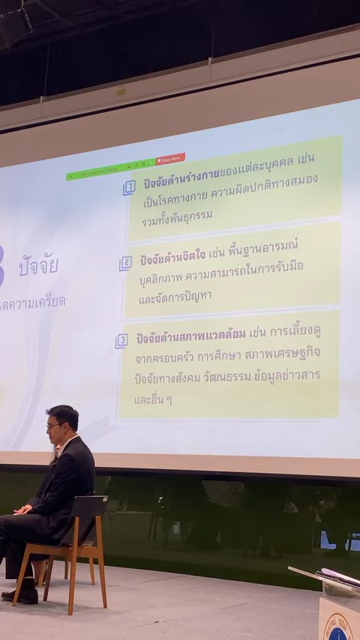 Stop share
1 ปัจจัยด้านร่างกายของแต่ละบุคคล เช่น
เป็นโรคทางกาย ความผิดปกติทางสมอง
รวมทั้งพันธุกรรม
3 ปัจจัย
ดความเครียด
2 ปัจจัยด้านจิตใจ เช่น พื้นฐานอารมณ์
บุคลิกภาพ ความสามารถในการรับมือ
และจัดการปัญหา
3 ปัจจัยด้านสภาพแวดล้อม เช่น การเลี้ยงดู
จากครอบครัว การศึกษา สภาพเศรษฐกิจ
ปัจจัยทางสังคม วัฒนธรรม ข้อมูลข่าวสาร
และอื่น ๆ